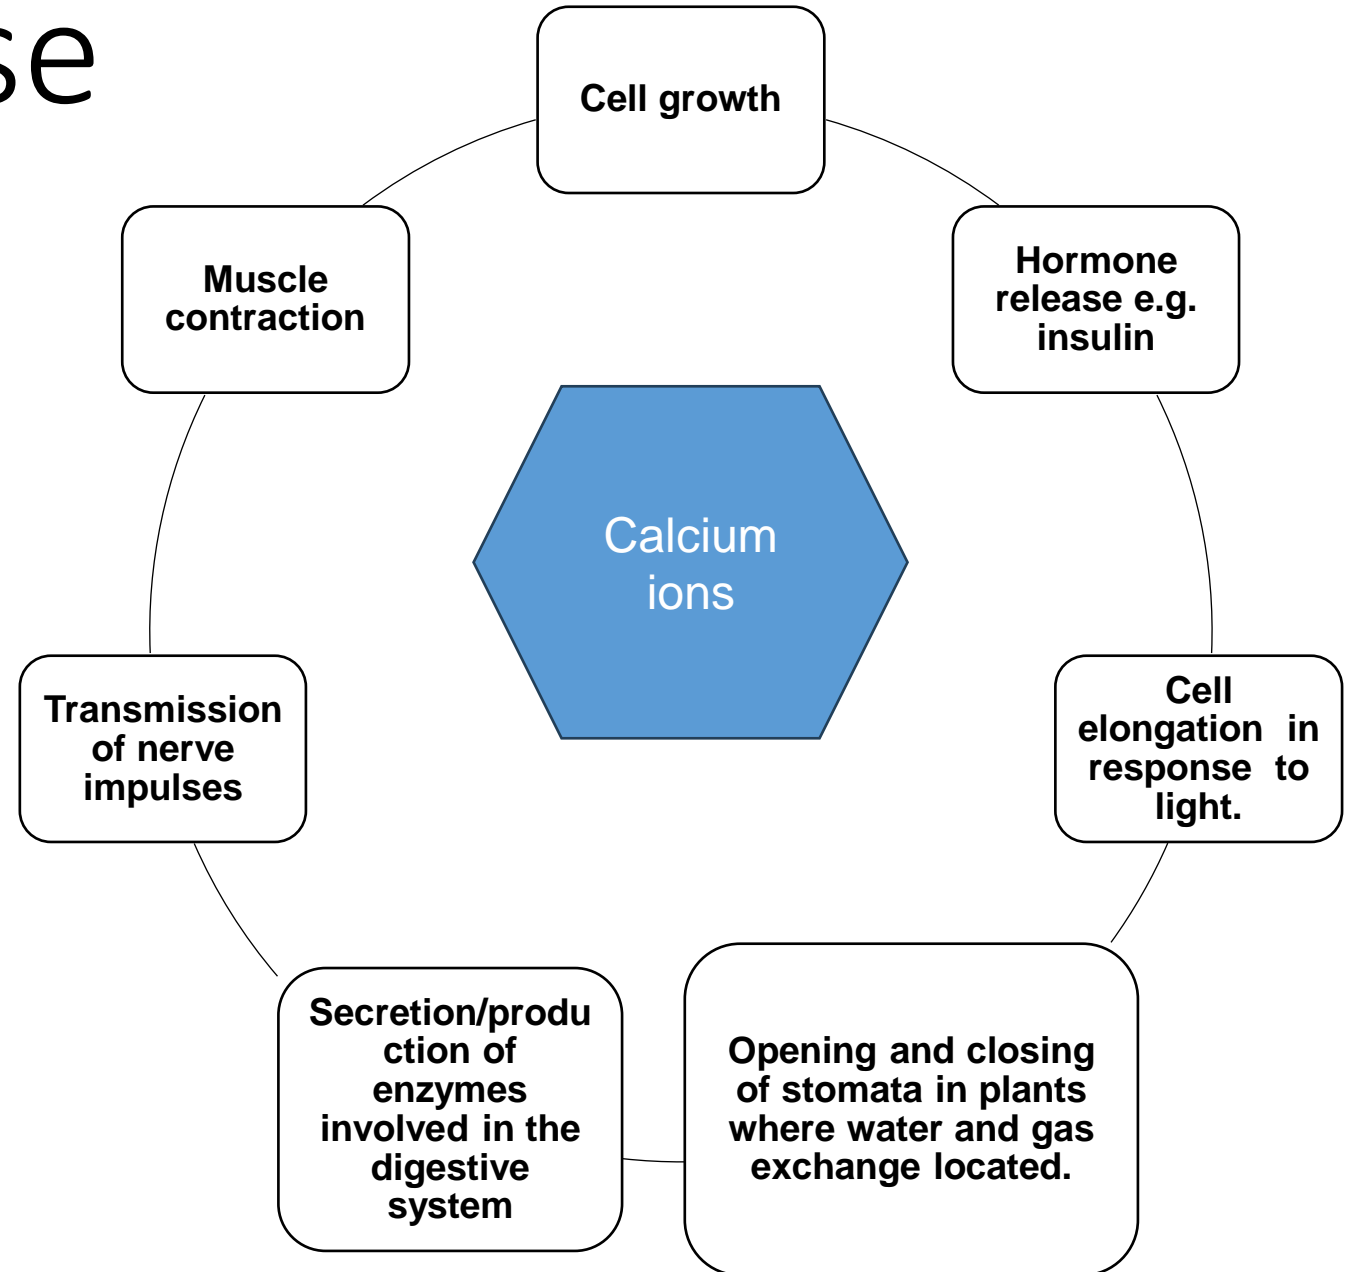 se
Cell growth
Hormone
release e.g.
insulin
Muscle
contraction
Calcium
ions
Cell
elongation in
response to
light.
Transmission
of nerve
impulses
Opening and closing
of stomata in plants
where water and gas
exchange located.
Secretion/produ
ction of
enzymes
involved in the
digestive
system